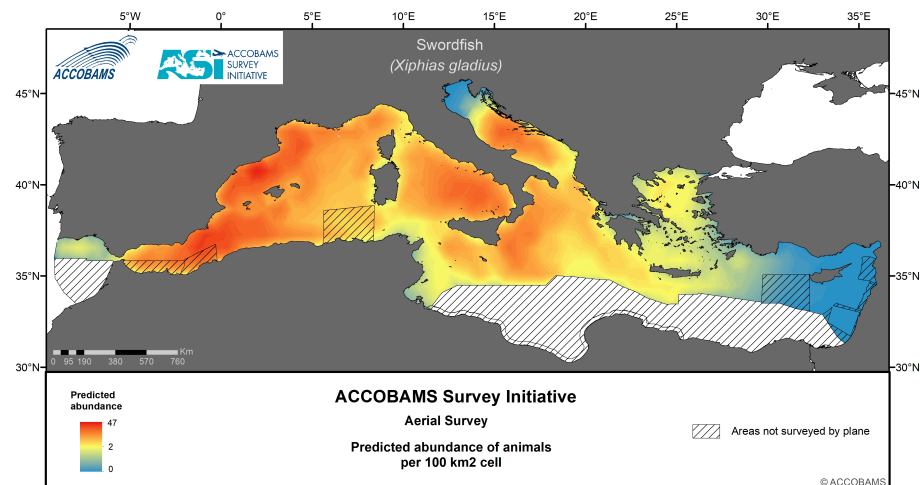 5°W 0° 5°E 10°E 15°E 20°E 25°E 30°E 35°E
ACCOBAMS
ASI
ACCOBAMS
SURVEY
INITIATIVE
Swordfish
(Xiphias gladius)
45°N 45°N
40°N 40°N
35°N 35°N
30°N 30°N
Km
0 95 190 380 570 760
Predicted
abundance
47
2
0
ACCOBAMS Survey Initiative
Aerial Survey
Predicted abundance of animals
per 100 km2 cell
Areas not surveyed by plane
© ACCOBAMS